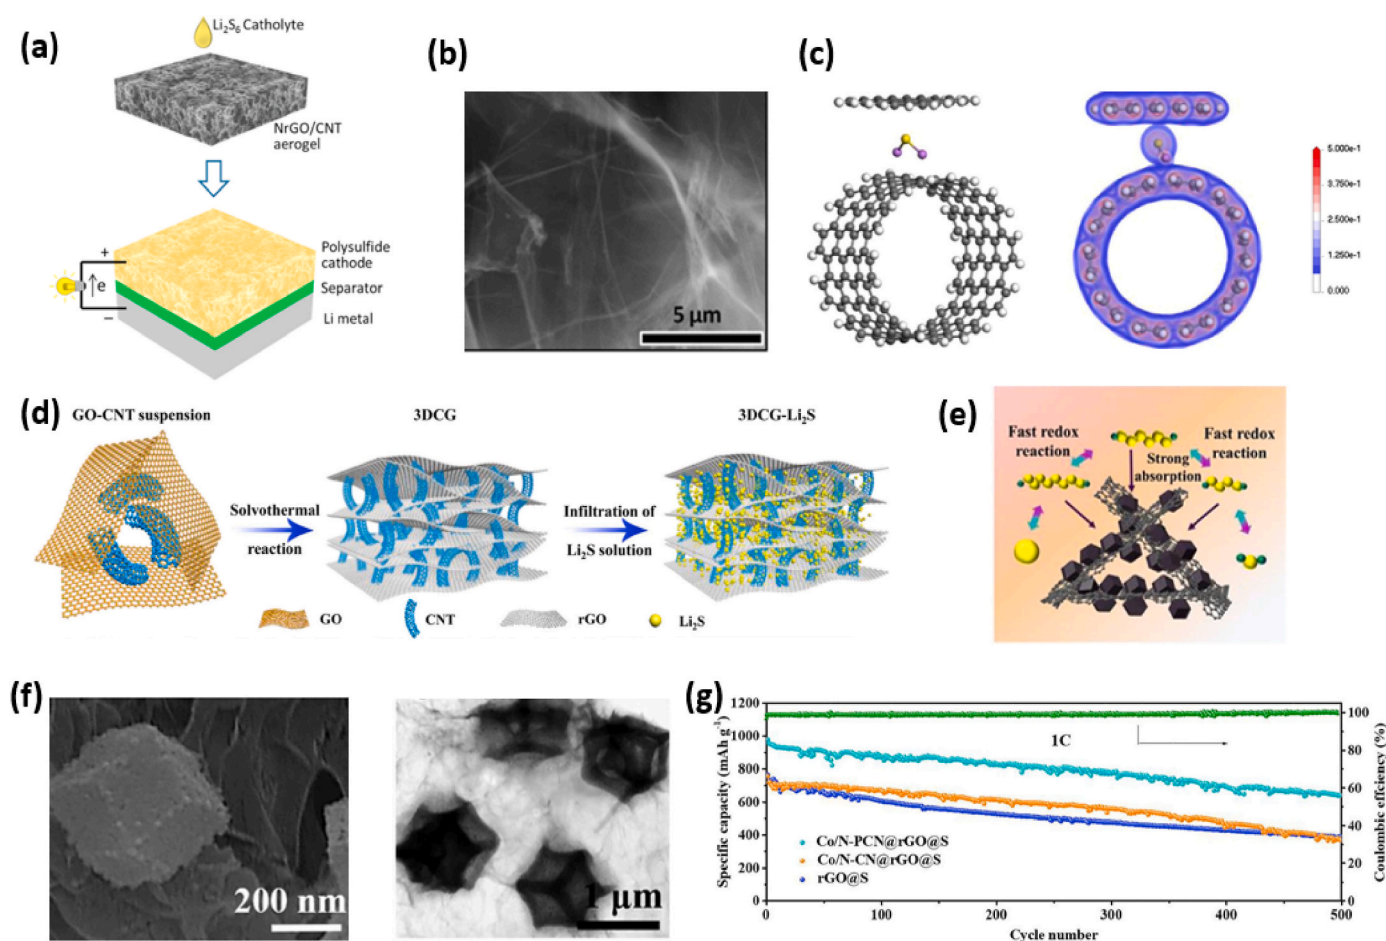 (a)
Li₂S₆ Catholyte
NrGO/CNT
aerogel
Polysulfide
cathode
Separator
Li metal
+
e
−
(b)
5 μm
(c)
5.000e-1
3.750e-1
2.500e-1
1.250e-1
0.000
(d)
GO-CNT suspension
3DCG
3DCG-Li₂S
Solvothermal
reaction
Infiltration of
Li₂S solution
GO
CNT
rGO
Li₂S
(e)
Fast redox
reaction
Strong
absorption
Fast redox
reaction
(f)
200 nm
1 μm
(g)
Specific capacity (mAh g⁻¹)
1200
1000
800
600
400
200
0
1C
Co/N-PCN@rGO@S
Co/N-CN@rGO@S
rGO@S
100
80
60
40
20
0
Coulombic effciency (%)
0
100
200
300
400
500
Cycle number